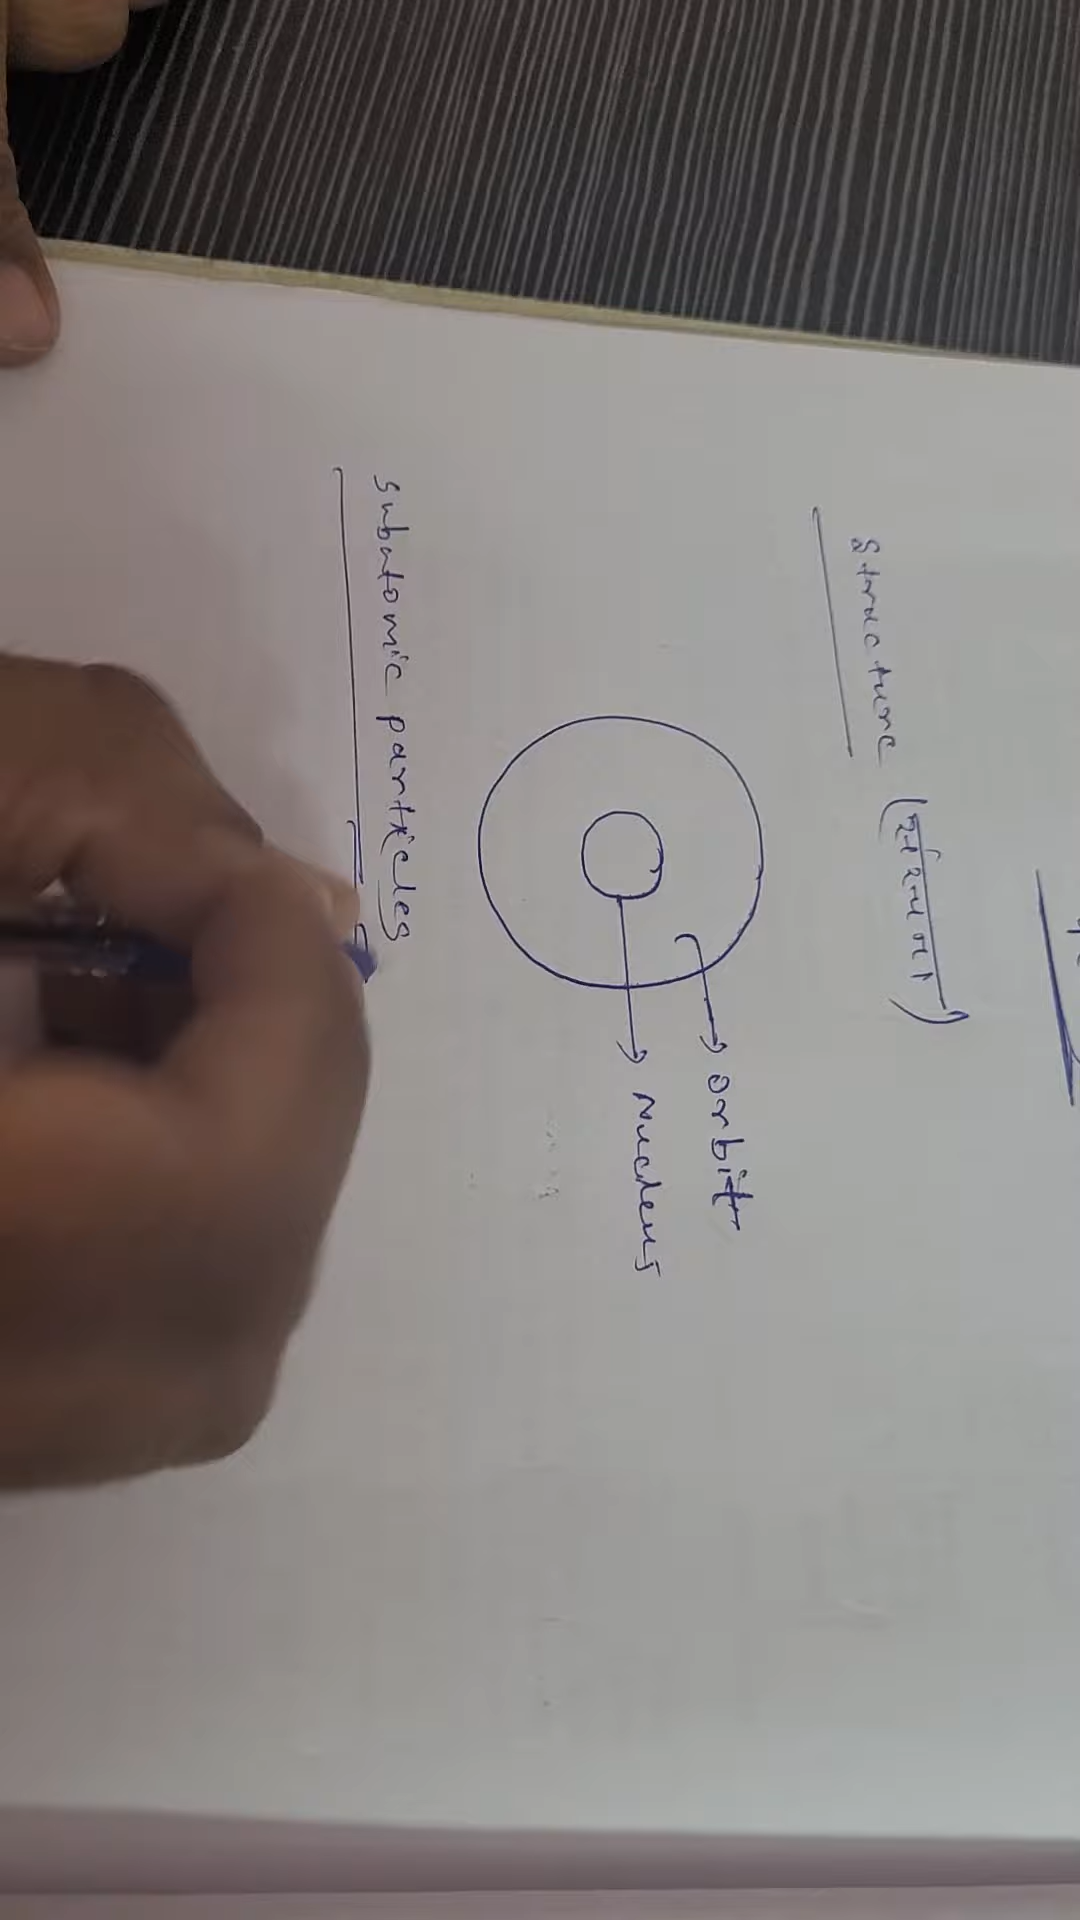 Structure (संरचना)
Orbit
Nucleus
Subatomic particles